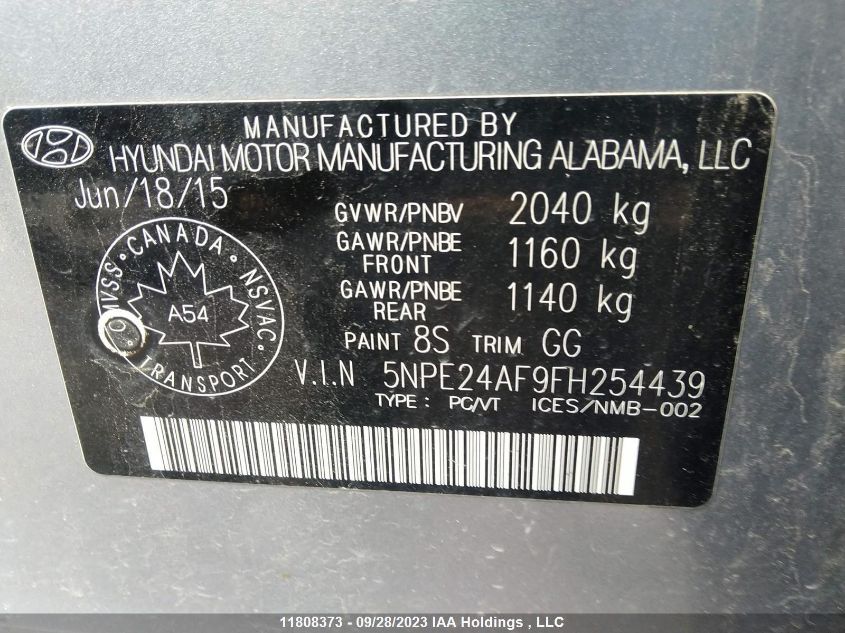 MANUFACTURED BY
HYUNDAI MOTOR MANUFACTURING ALABAMA, LLC
Jun/18/15
GVWR/PNBV 2040 kg
GAWR/PNBE
FRONT 1160 kg
GAWR/PNBE
REAR 1140 kg
CANADA · NSVAC · TRANSPORT · CMVSS ·
A54
PAINT 8S TRIM GG
V.I.N 5NPE24AF9FH254439
TYPE : PC/VT ICES/NMB-002
11808373 - 09/28/2023 IAA Holdings , LLC